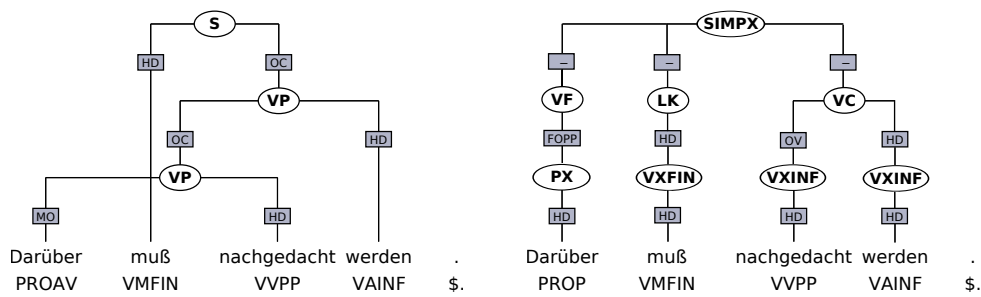 S SIMPX
HD OC – – –
VP VF LK VC
OC HD FOPP HD OV HD
VP PX VXFIN VXINF VXINF
MO HD HD HD HD HD
Darüber muß nachgedacht werden . Darüber muß nachgedacht werden .
PROAV VMFIN VVPP VAINF $. PROP VMFIN VVPP VAINF $.